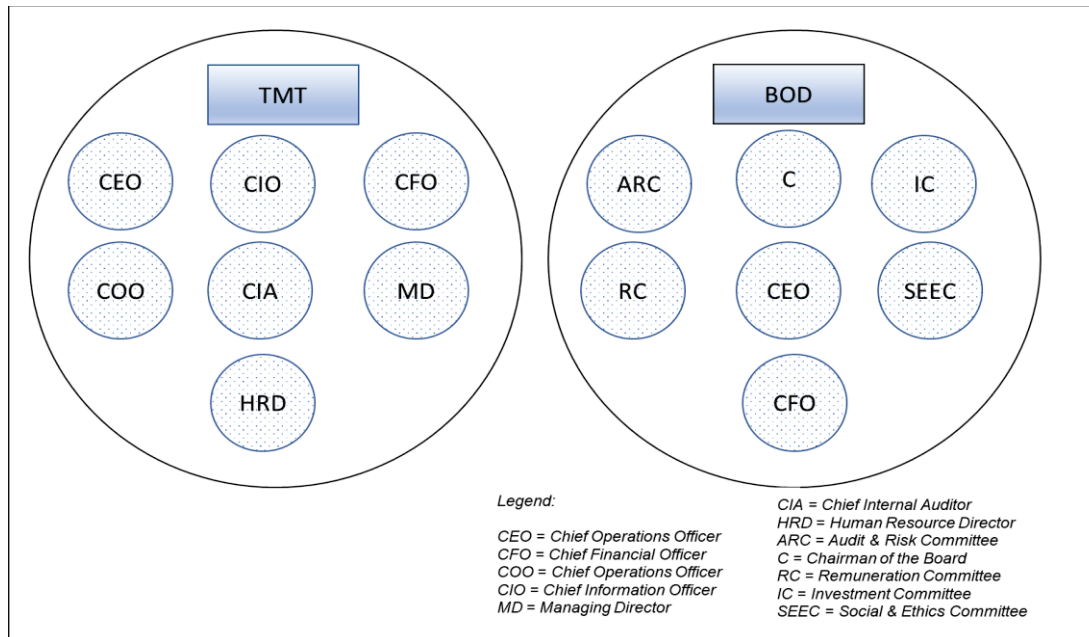 TMT
CEO
CIO
CFO
COO
CIA
MD
HRD
BOD
ARC
C
IC
RC
CEO
SEEC
CFO
Legend:
CEO = Chief Operations Officer
CFO = Chief Financial Officer
COO = Chief Operations Officer
CIO = Chief Information Officer
MD = Managing Director
CIA = Chief Internal Auditor
HRD = Human Resource Director
ARC = Audit & Risk Committee
C = Chairman of the Board
RC = Remuneration Committee
IC = Investment Committee
SEEC = Social & Ethics Committee